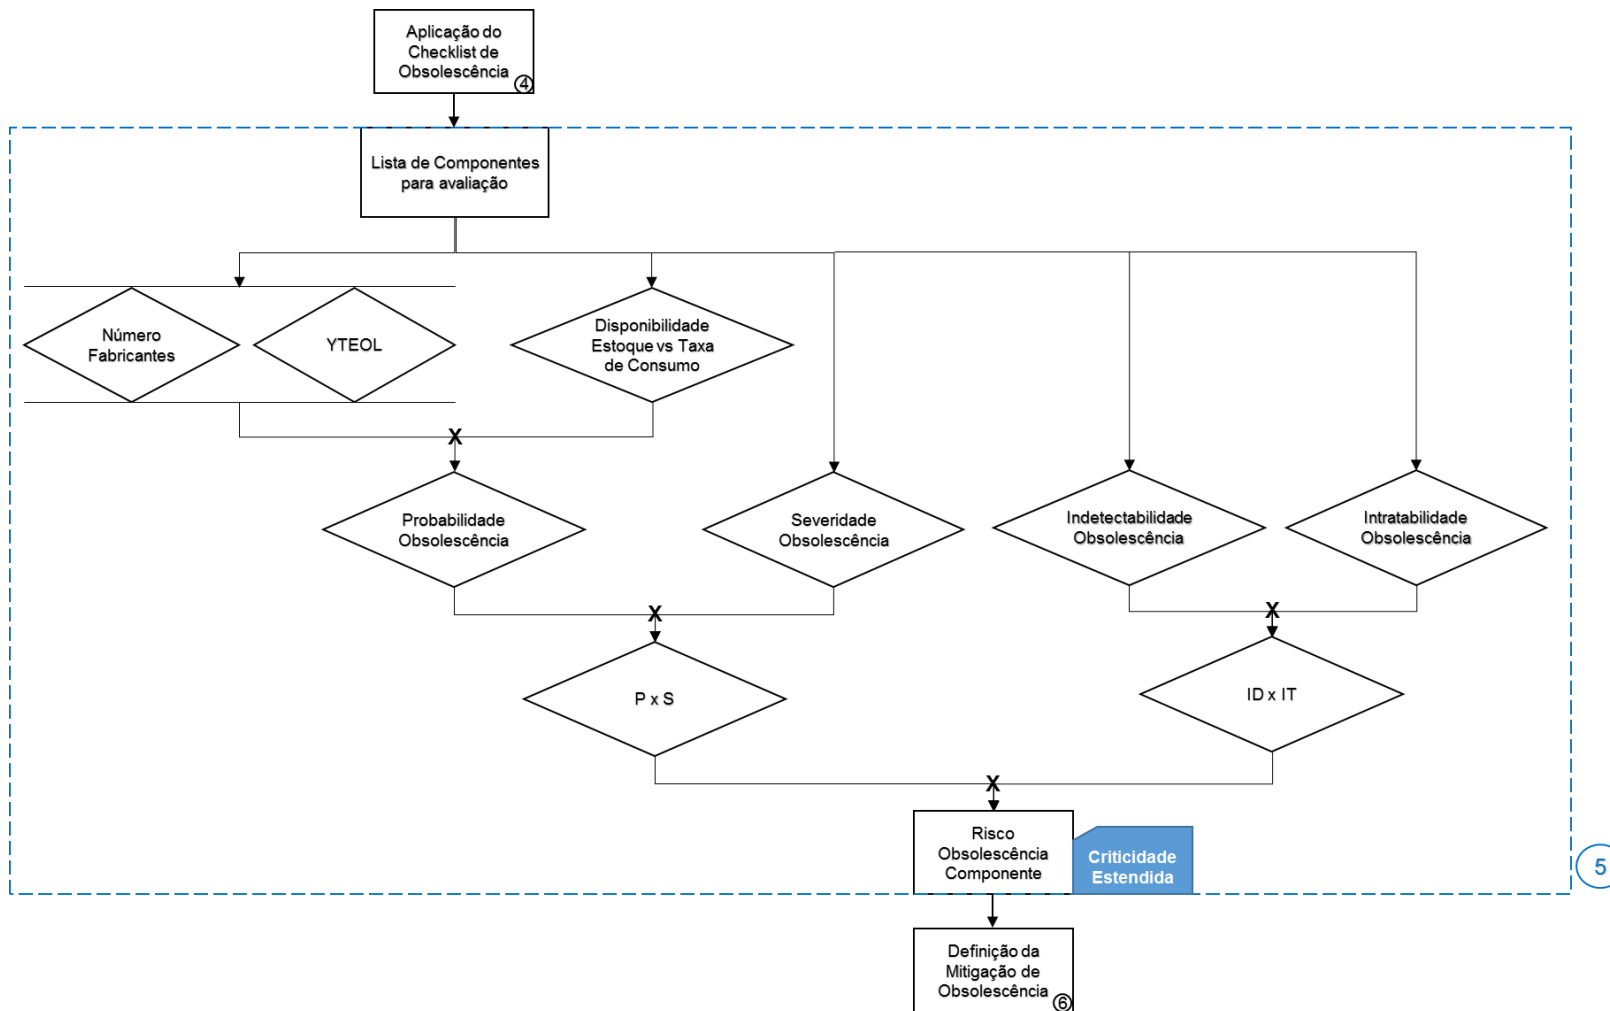 Aplicação do
Checklist de
Obsolescência
4
Lista de Componentes
para avaliação
Número
Fabricantes
YTEOL
Disponibilidade
Estoque vs Taxa
de Consumo
X
Probabilidade
Obsolescência
Severidade
Obsolescência
Indetectabilidade
Obsolescência
Intratabilidade
Obsolescência
X
X
P x S
ID x IT
X
Risco
Obsolescência
Componente
Criticidade
Estendida
5
Definição da
Mitigação de
Obsolescência
6